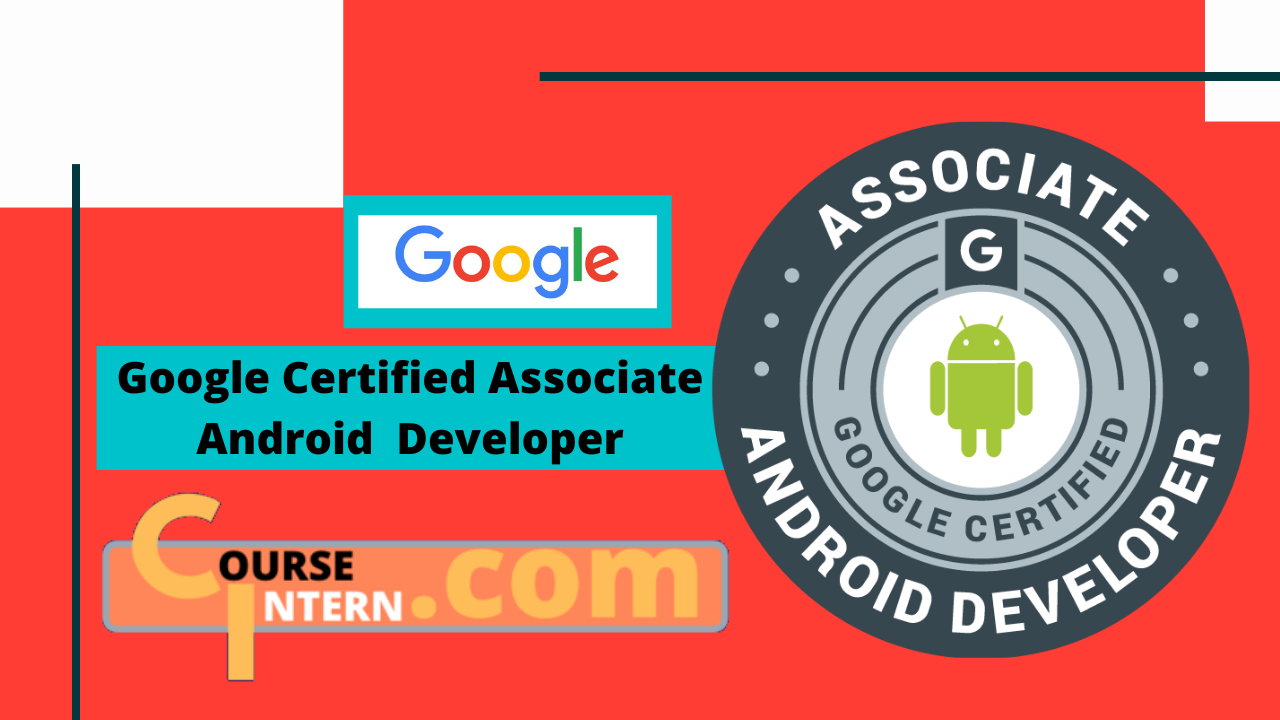 Google
Google Certified Associate
Android Developer
COURSE
INTERN.com
ASSOCIATE
G
GOOGLE CERTIFIED
ANDROID DEVELOPER